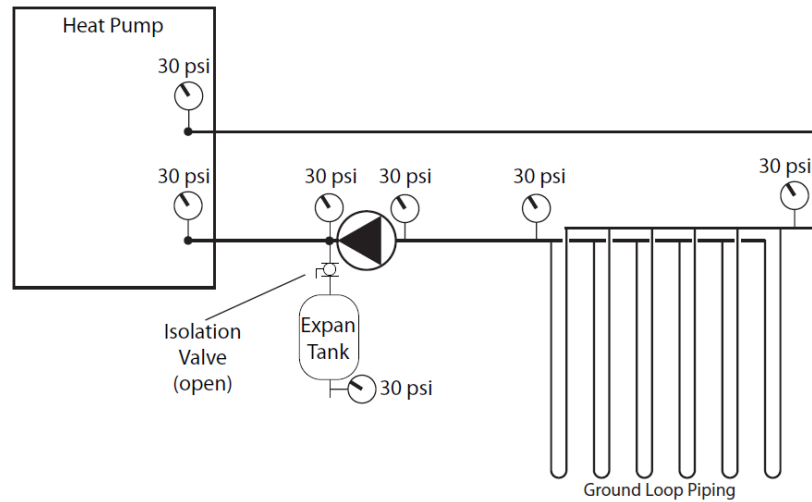 Heat Pump
30 psi
30 psi
30 psi
30 psi
30 psi
30 psi
Isolation
Valve
(open)
Expan
Tank
30 psi
Ground Loop Piping